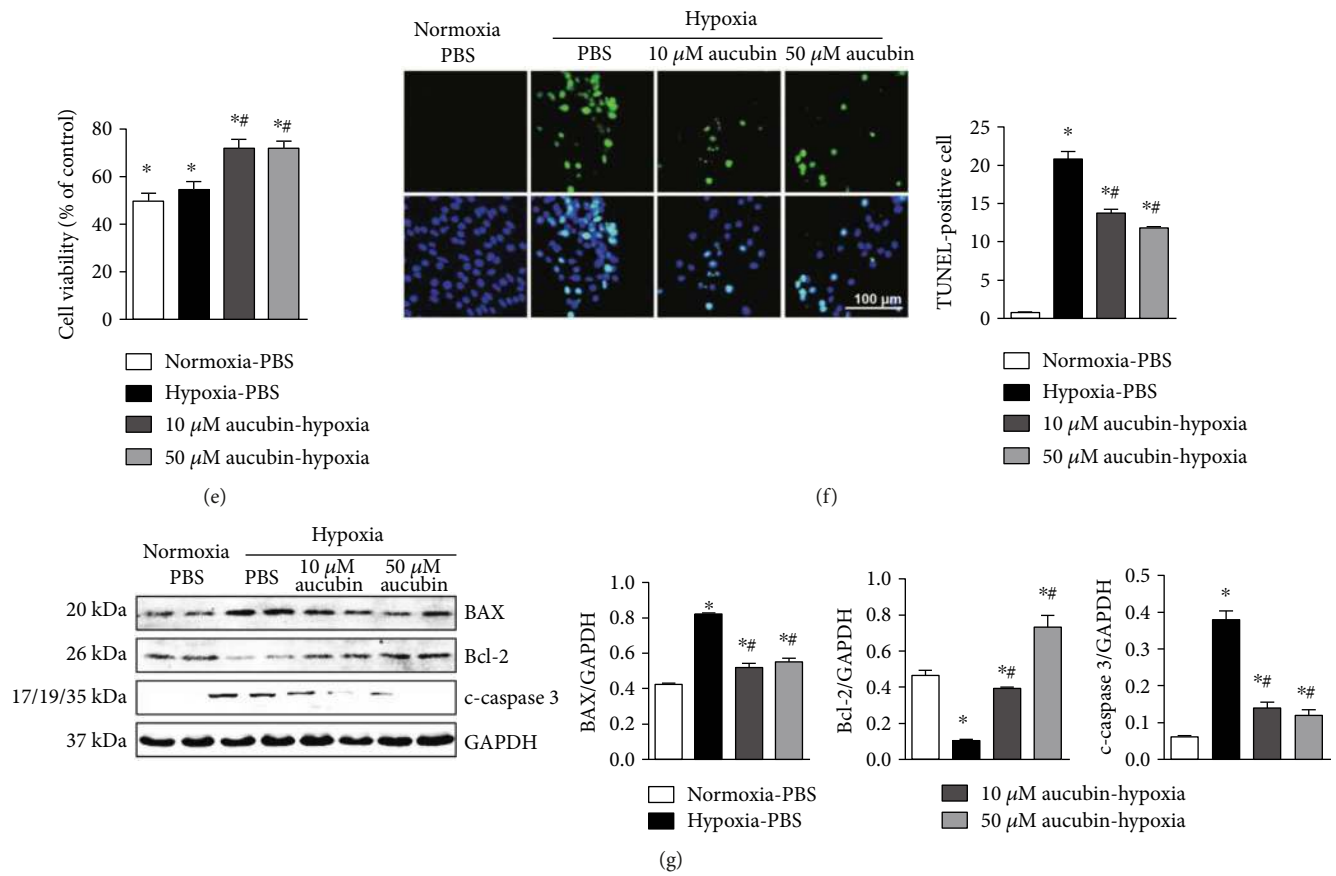 Cell viability (% of control)
80
60
40
20
0
*
*
*#
*#
Normoxia-PBS
Hypoxia-PBS
10 μM aucubin-hypoxia
50 μM aucubin-hypoxia
(e)
Normoxia
PBS
Hypoxia
PBS
10 μM aucubin
50 μM aucubin
100 μm
TUNEL-positive cell
25
20
15
10
5
0
*
*#
*#
Normoxia-PBS
Hypoxia-PBS
10 μM aucubin-hypoxia
50 μM aucubin-hypoxia
(f)
Normoxia
PBS
Hypoxia
PBS
10 μM
aucubin
50 μM
aucubin
20 kDa
BAX
26 kDa
Bcl-2
17/19/35 kDa
c-caspase 3
37 kDa
GAPDH
BAX/GAPDH
1.0
0.8
0.6
0.4
0.2
0.0
*
*#
*#
Bcl-2/GAPDH
1.0
0.8
0.6
0.4
0.2
0.0
*
*#
*#
c-caspase 3/GAPDH
0.5
0.4
0.3
0.2
0.1
0.0
*
*#
*#
Normoxia-PBS
Hypoxia-PBS
10 μM aucubin-hypoxia
50 μM aucubin-hypoxia
(g)